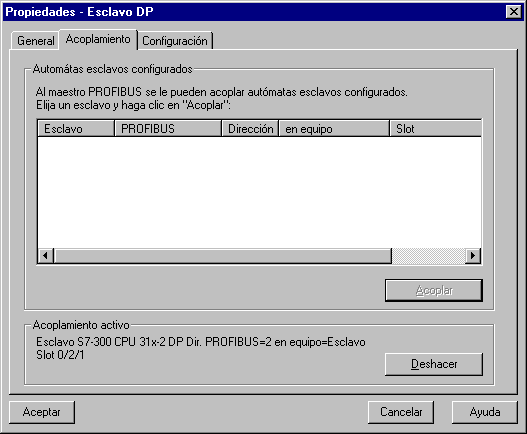 Propiedades - Esclavo DP
General Acoplamiento Configuración
Automátas esclavos configurados
Al maestro PROFIBUS se le pueden acoplar autómatas esclavos configurados.
Elija un esclavo y haga clic en "Acoplar":
Esclavo PROFIBUS Dirección en equipo Slot
Acoplar
Acoplamiento activo
Esclavo S7-300 CPU 31x-2 DP Dir. PROFIBUS=2 en equipo=Esclavo
Slot 0/2/1
Deshacer
Aceptar Cancelar Ayuda